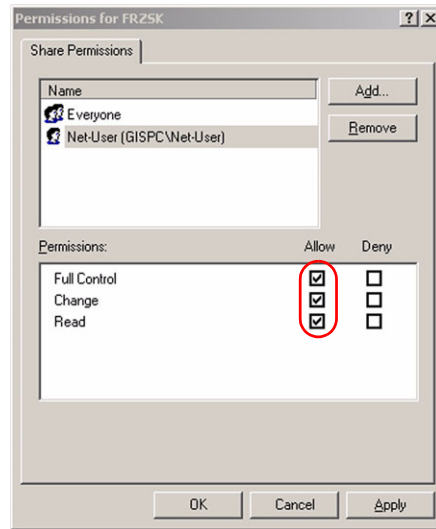 Permissions for FRZSK
Share Permissions
Name
Add...
Everyone
Net-User (GISPC\Net-User)
Remove
Permissions: Allow Deny
Full Control
Change
Read
OK Cancel Apply